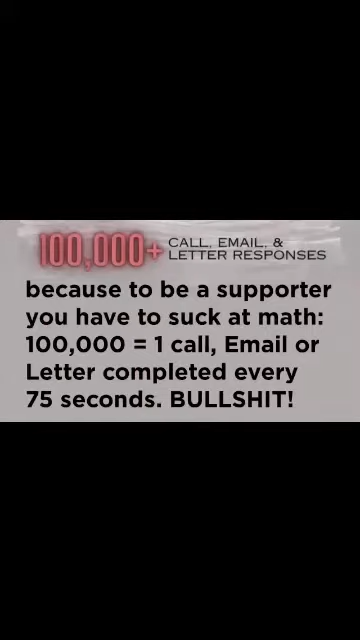 100,000+ CALL, EMAIL, &
LETTER RESPONSES
because to be a supporter
you have to suck at math:
100,000 = 1 call, Email or
Letter completed every
75 seconds. BULLSHIT!